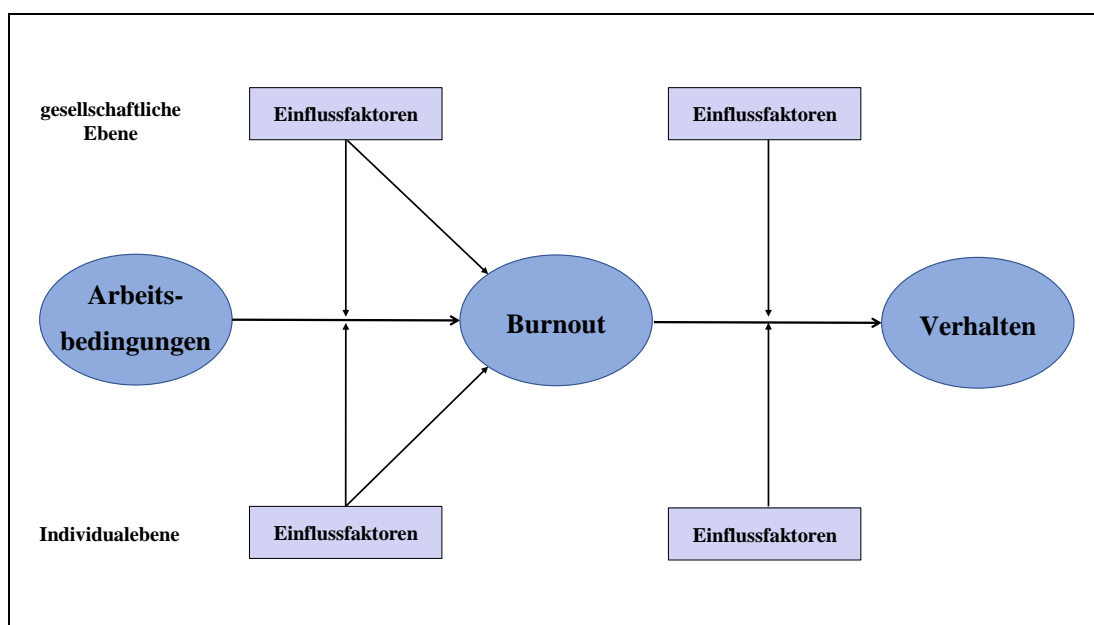 gesellschaftliche
Ebene
Einflussfaktoren
Einflussfaktoren
Arbeits-
bedingungen
Burnout
Verhalten
Individualebene
Einflussfaktoren
Einflussfaktoren